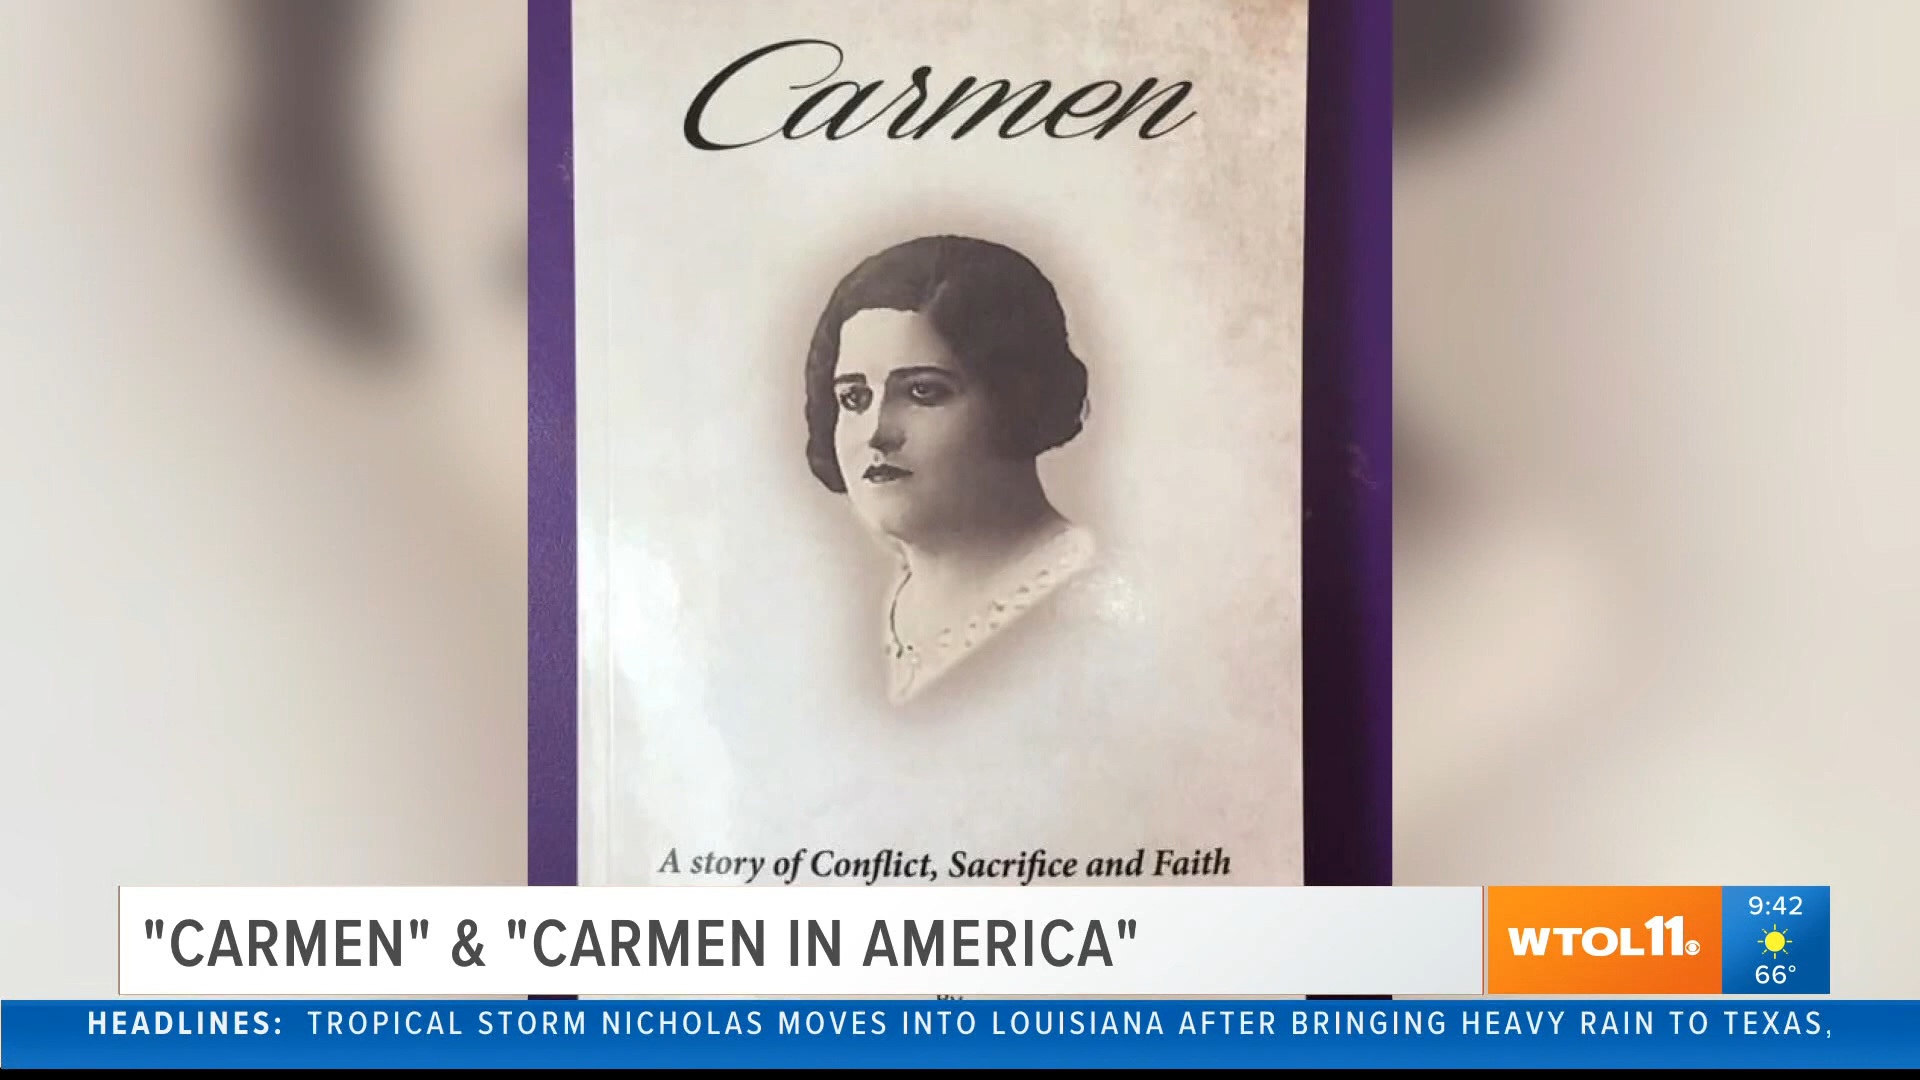 Carmen
A story of Conflict, Sacrifice and Faith
"CARMEN" & "CARMEN IN AMERICA"
WTOL11
9:42
66°
By
HEADLINES: TROPICAL STORM NICHOLAS MOVES INTO LOUISIANA AFTER BRINGING HEAVY RAIN TO TEXAS,